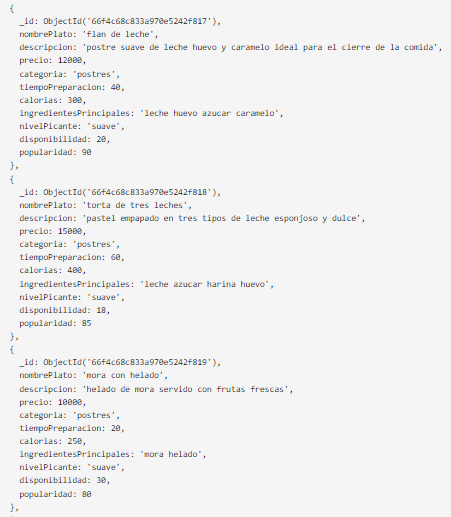 {
_id: ObjectId('66f4c68c833a970e5242f817'),
nombrePlato: 'flan de leche',
descripcion: 'postre suave de leche huevo y caramelo ideal para el cierre de la comida',
precio: 12000,
categoria: 'postres',
tiempoPreparacion: 40,
calorias: 300,
ingredientesPrincipales: 'leche huevo azucar caramelo',
nivelPicante: 'suave',
disponibilidad: 20,
popularidad: 90
},
{
_id: ObjectId('66f4c68c833a970e5242f818'),
nombrePlato: 'torta de tres leches',
descripcion: 'pastel empapado en tres tipos de leche esponjoso y dulce',
precio: 15000,
categoria: 'postres',
tiempoPreparacion: 60,
calorias: 400,
ingredientesPrincipales: 'leche azucar harina huevo',
nivelPicante: 'suave',
disponibilidad: 18,
popularidad: 85
},
{
_id: ObjectId('66f4c68c833a970e5242f819'),
nombrePlato: 'mora con helado',
descripcion: 'helado de mora servido con frutas frescas',
precio: 10000,
categoria: 'postres',
tiempoPreparacion: 20,
calorias: 250,
ingredientesPrincipales: 'mora helado',
nivelPicante: 'suave',
disponibilidad: 30,
popularidad: 80
},